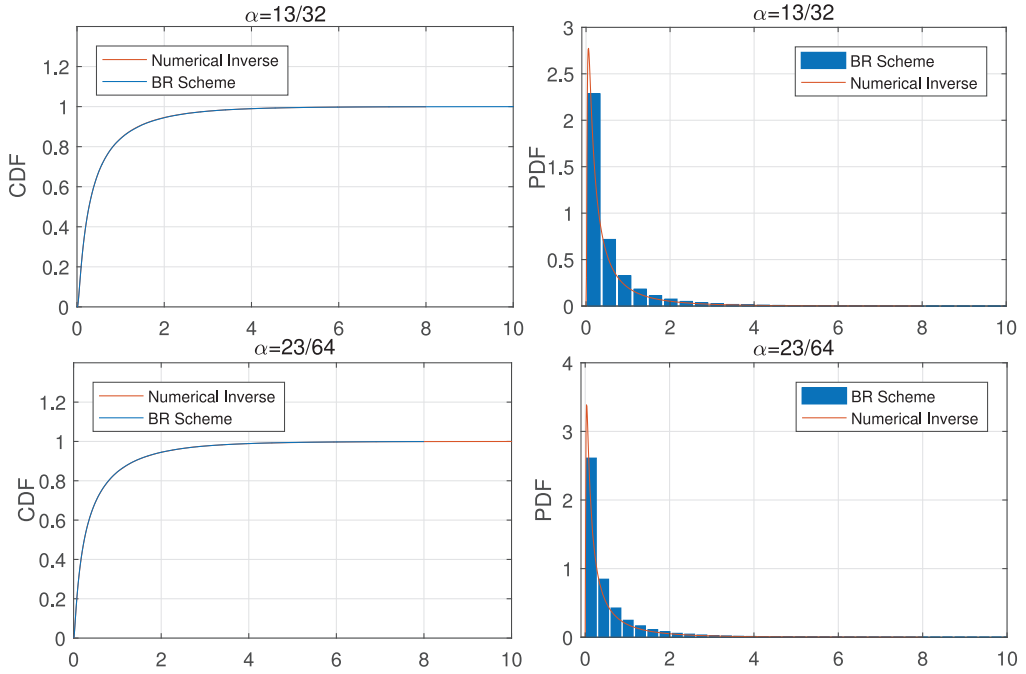 α=13/32
CDF
1.2
1
0.8
0.6
0.4
0.2
0
Numerical Inverse
BR Scheme
0 2 4 6 8 10
α=13/32
PDF
3
2.5
2
1.5
1
0.5
0
BR Scheme
Numerical Inverse
0 2 4 6 8 10
α=23/64
CDF
1.2
1
0.8
0.6
0.4
0.2
0
Numerical Inverse
BR Scheme
0 2 4 6 8 10
α=23/64
PDF
4
3
2
1
0
BR Scheme
Numerical Inverse
0 2 4 6 8 10